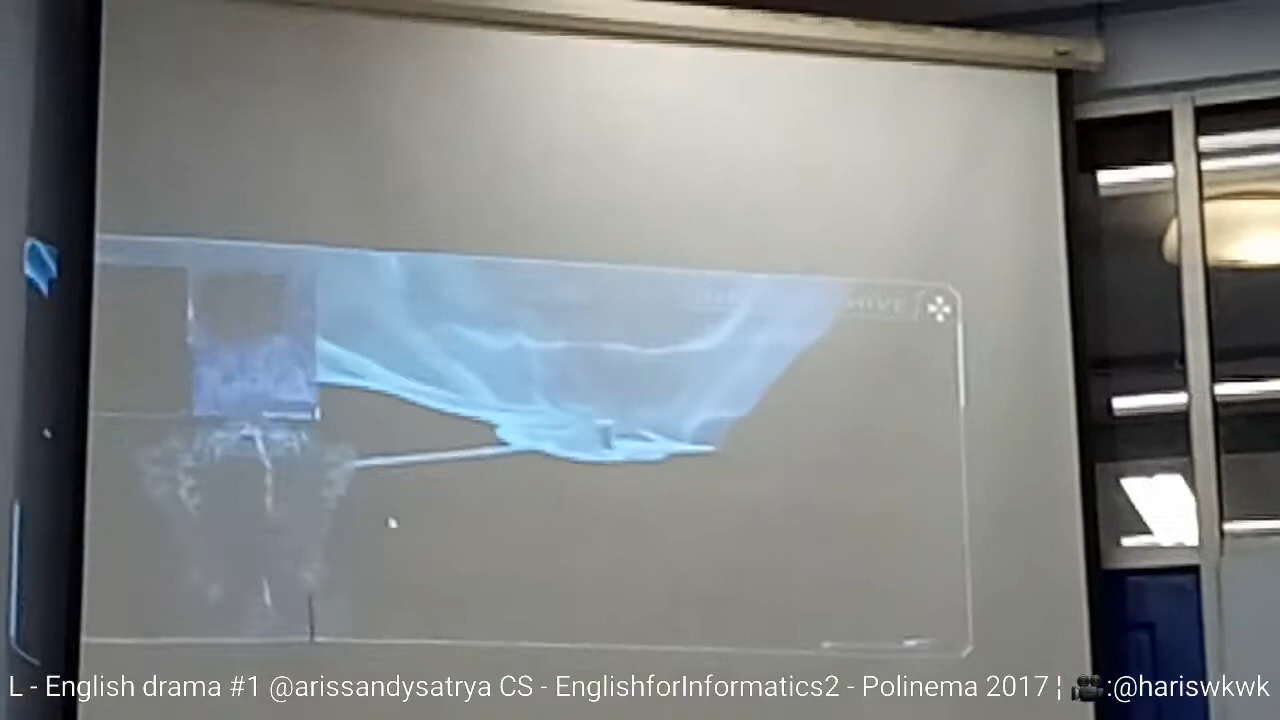 L - English drama #1 @arissandysatrya CS - EnglishforInformatics2 - Polinema 2017 ¦ 🎥:@hariswkwk